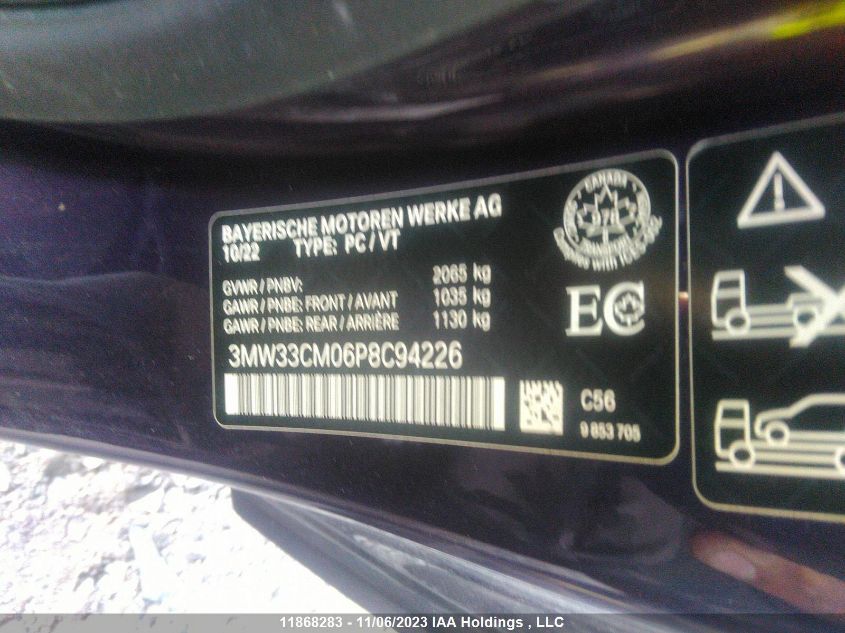 BAYERISCHE MOTOREN WERKE AG
10/22 TYPE: PC / VT
GVWR / PNBV: 2065 kg
GAWR / PNBE: FRONT / AVANT 1035 kg
GAWR / PNBE: REAR / ARRIÈRE 1130 kg
3MW33CM06P8C94226
CANADA
EC
C56
9 853 705
11868283 - 11/06/2023 IAA Holdings , LLC